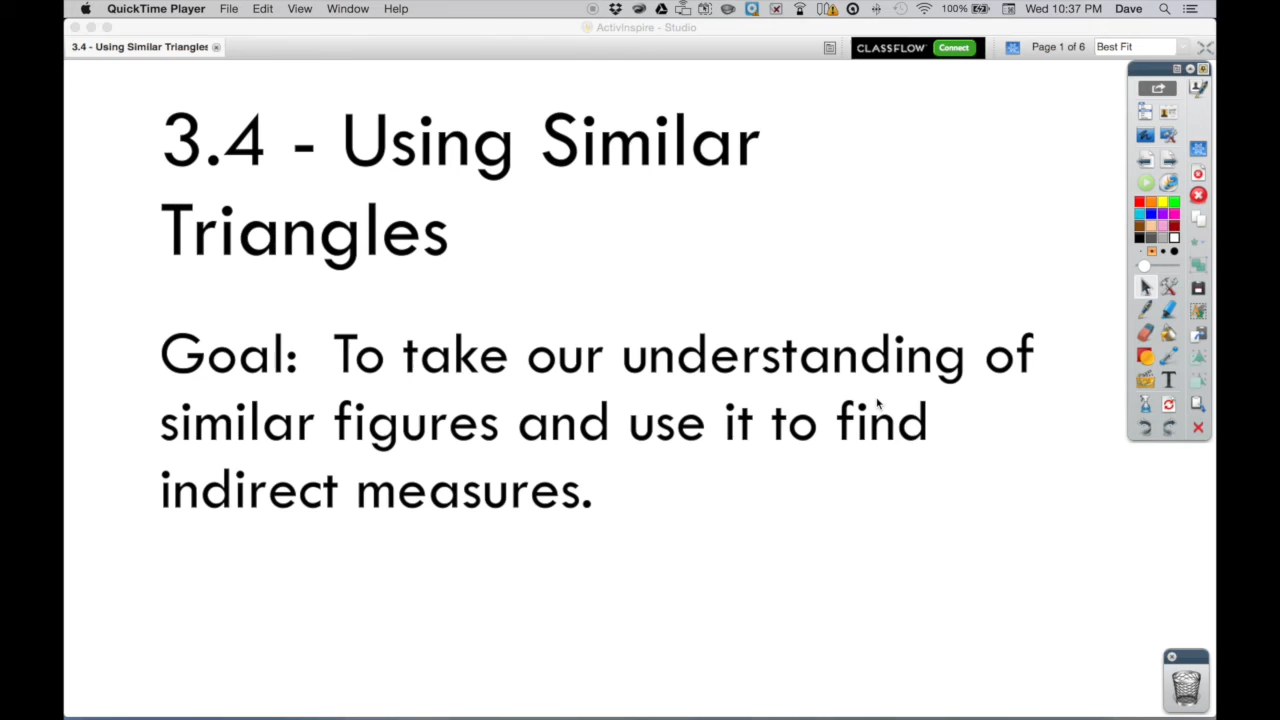 QuickTime Player File Edit View Window Help 100% Wed 10:37 PM Dave
ActivInspire - Studio
3.4 - Using Similar Triangles
CLASSFLOW Connect Page 1 of 6 Best Fit
3.4 - Using Similar
Triangles
Goal: To take our understanding of
similar figures and use it to find
indirect measures.
T